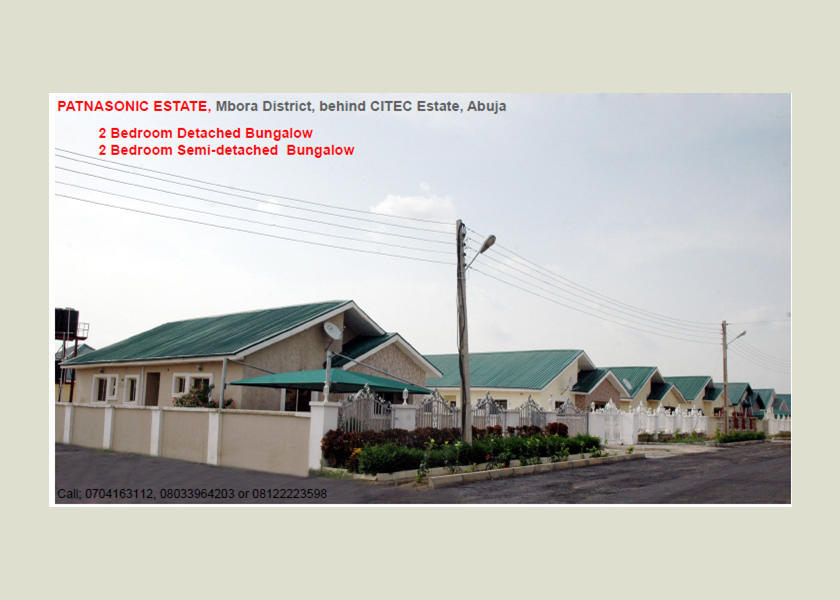 PATNASONIC ESTATE, Mbora District, behind CITEC Estate, Abuja
2 Bedroom Detached Bungalow
2 Bedroom Semi-detached  Bungalow
Call; 0704163112, 08033964203 or 08122223598